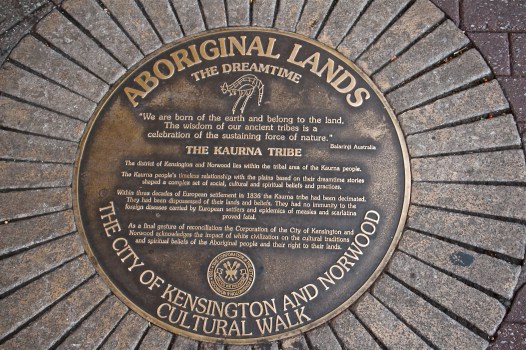 ABORIGINAL LANDS
THE DREAMTIME
"We are born of the earth and belong to the land.
The wisdom of our ancient tribes is a
celebration of the sustaining force of nature."
Balarinji Australia
THE KAURNA TRIBE
The district of Kensington and Norwood lies within the tribal area of the Kaurna people.
The Kaurna people's timeless relationship with the plains based on their dreamtime stories
shaped a complex set of social, cultural and spiritual beliefs and practices.
Within three decades of European settlement in 1836 the Kaurna tribe had been decimated.
They had been dispossessed of their lands and beliefs. They had no immunity to the
foreign diseases carried by European settlers and epidemics of measles and scarlatina
proved fatal.
As a final gesture of reconciliation the Corporation of the City of Kensington and
Norwood acknowledges the impact of white civilization on the cultural traditions
and spiritual beliefs of the Aboriginal people and their right to their lands.
THE CITY OF KENSINGTON AND NORWOOD
CULTURAL WALK